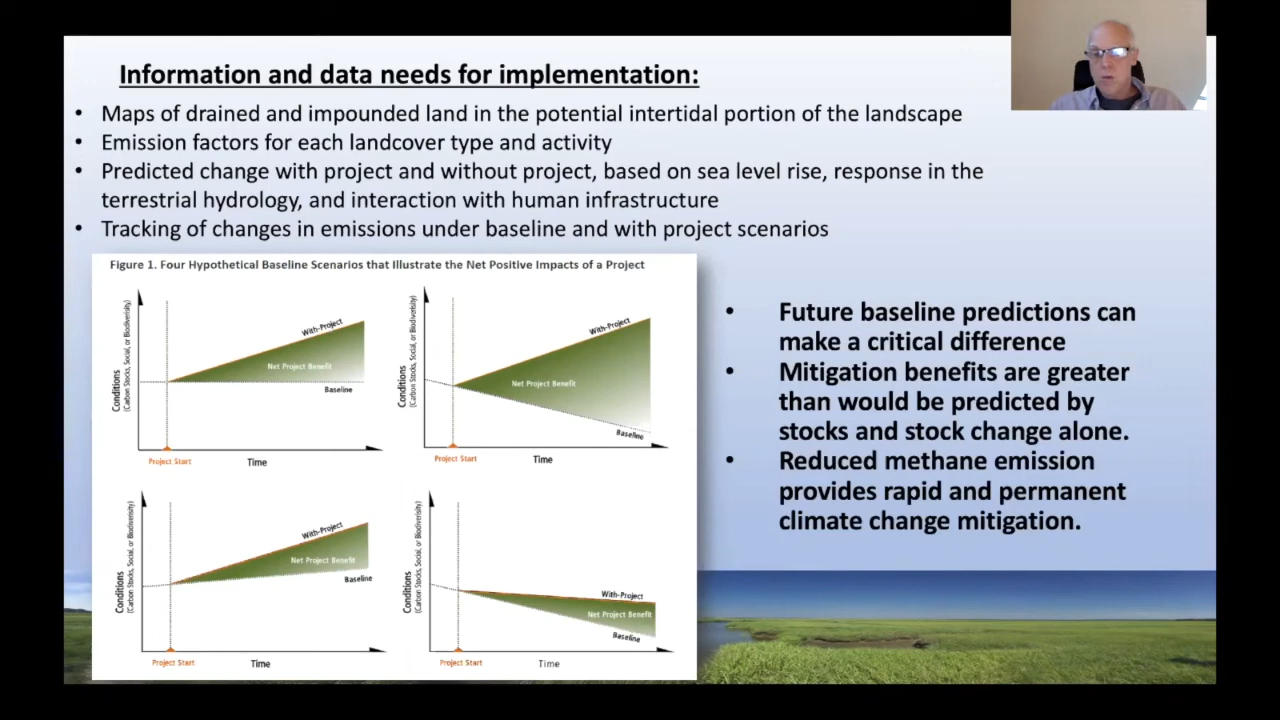 Information and data needs for implementation:
• Maps of drained and impounded land in the potential intertidal portion of the landscape
• Emission factors for each landcover type and activity
• Predicted change with project and without project, based on sea level rise, response in the
terrestrial hydrology, and interaction with human infrastructure
• Tracking of changes in emissions under baseline and with project scenarios
Figure 1. Four Hypothetical Baseline Scenarios that Illustrate the Net Positive Impacts of a Project
Conditions
(Carbon Stocks, Social, or Biodiversity)
With-Project
Net Project Benefit
Baseline
Project Start
Time
Conditions
(Carbon Stocks, Social, or Biodiversity)
With-Project
Net Project Benefit
Baseline
Project Start
Time
Conditions
(Carbon Stocks, Social, or Biodiversity)
With-Project
Net Project Benefit
Baseline
Project Start
Time
Conditions
(Carbon Stocks, Social, or Biodiversity)
With-Project
Net Project Benefit
Baseline
Project Start
Time
• Future baseline predictions can
make a critical difference
• Mitigation benefits are greater
than would be predicted by
stocks and stock change alone.
• Reduced methane emission
provides rapid and permanent
climate change mitigation.